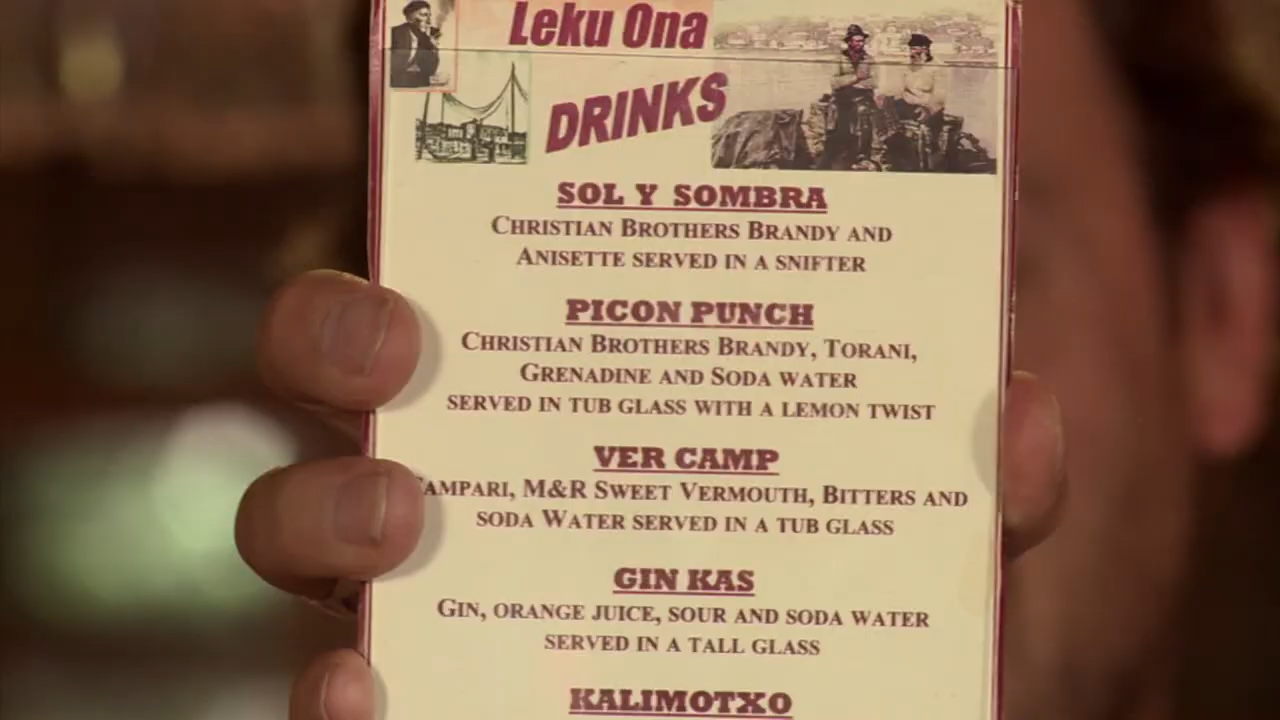 Leku Ona
DRINKS
SOL Y SOMBRA
CHRISTIAN BROTHERS BRANDY AND
ANISETTE SERVED IN A SNIFTER
PICON PUNCH
CHRISTIAN BROTHERS BRANDY, TORANI,
GRENADINE AND SODA WATER
SERVED IN TUB GLASS WITH A LEMON TWIST
VER CAMP
CAMPARI, M&R SWEET VERMOUTH, BITTERS AND
SODA WATER SERVED IN A TUB GLASS
GIN KAS
GIN, ORANGE JUICE, SOUR AND SODA WATER
SERVED IN A TALL GLASS
KALIMOTXO